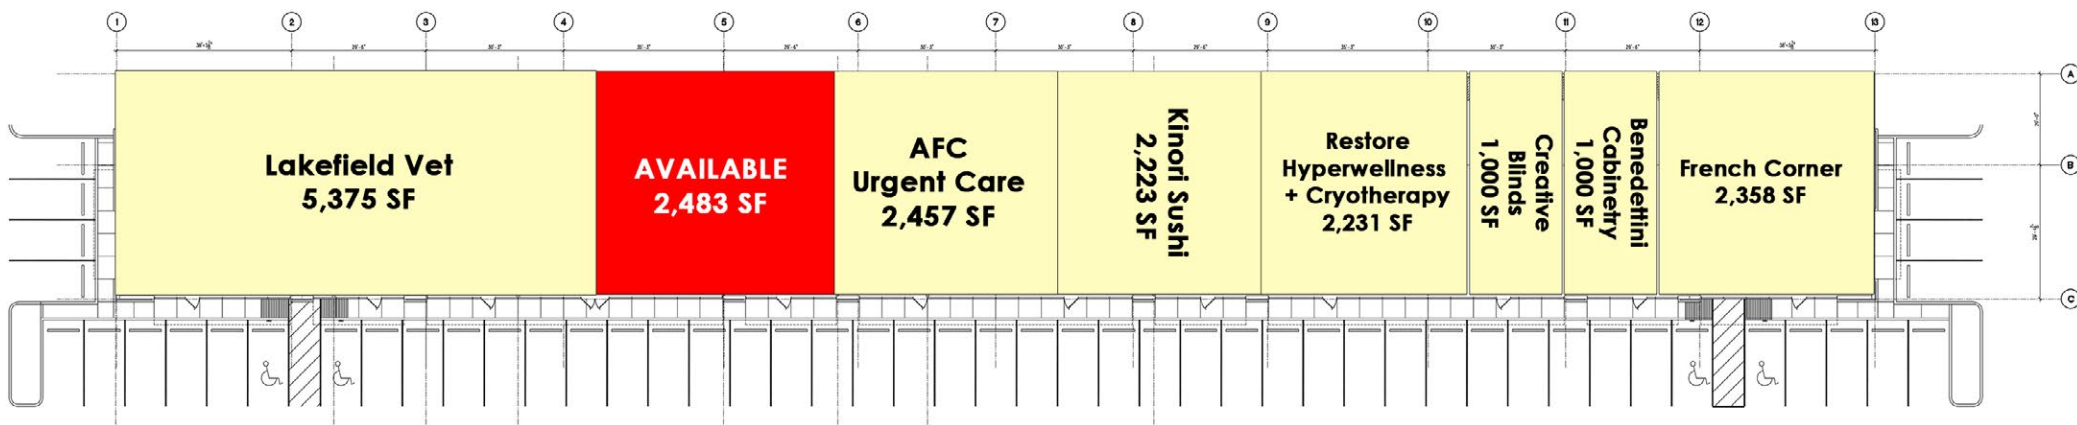 1 2 3 4 5 6 7 8 9 10 11 12 13
A
B
C
Lakefield Vet
5,375 SF
AVAILABLE
2,483 SF
AFC
Urgent Care
2,457 SF
Kinori Sushi
2,223 SF
Restore
Hyperwellness
+ Cryotherapy
2,231 SF
Creative
Blinds
1,000 SF
Benedettini
Cabinetry
1,000 SF
French Corner
2,358 SF